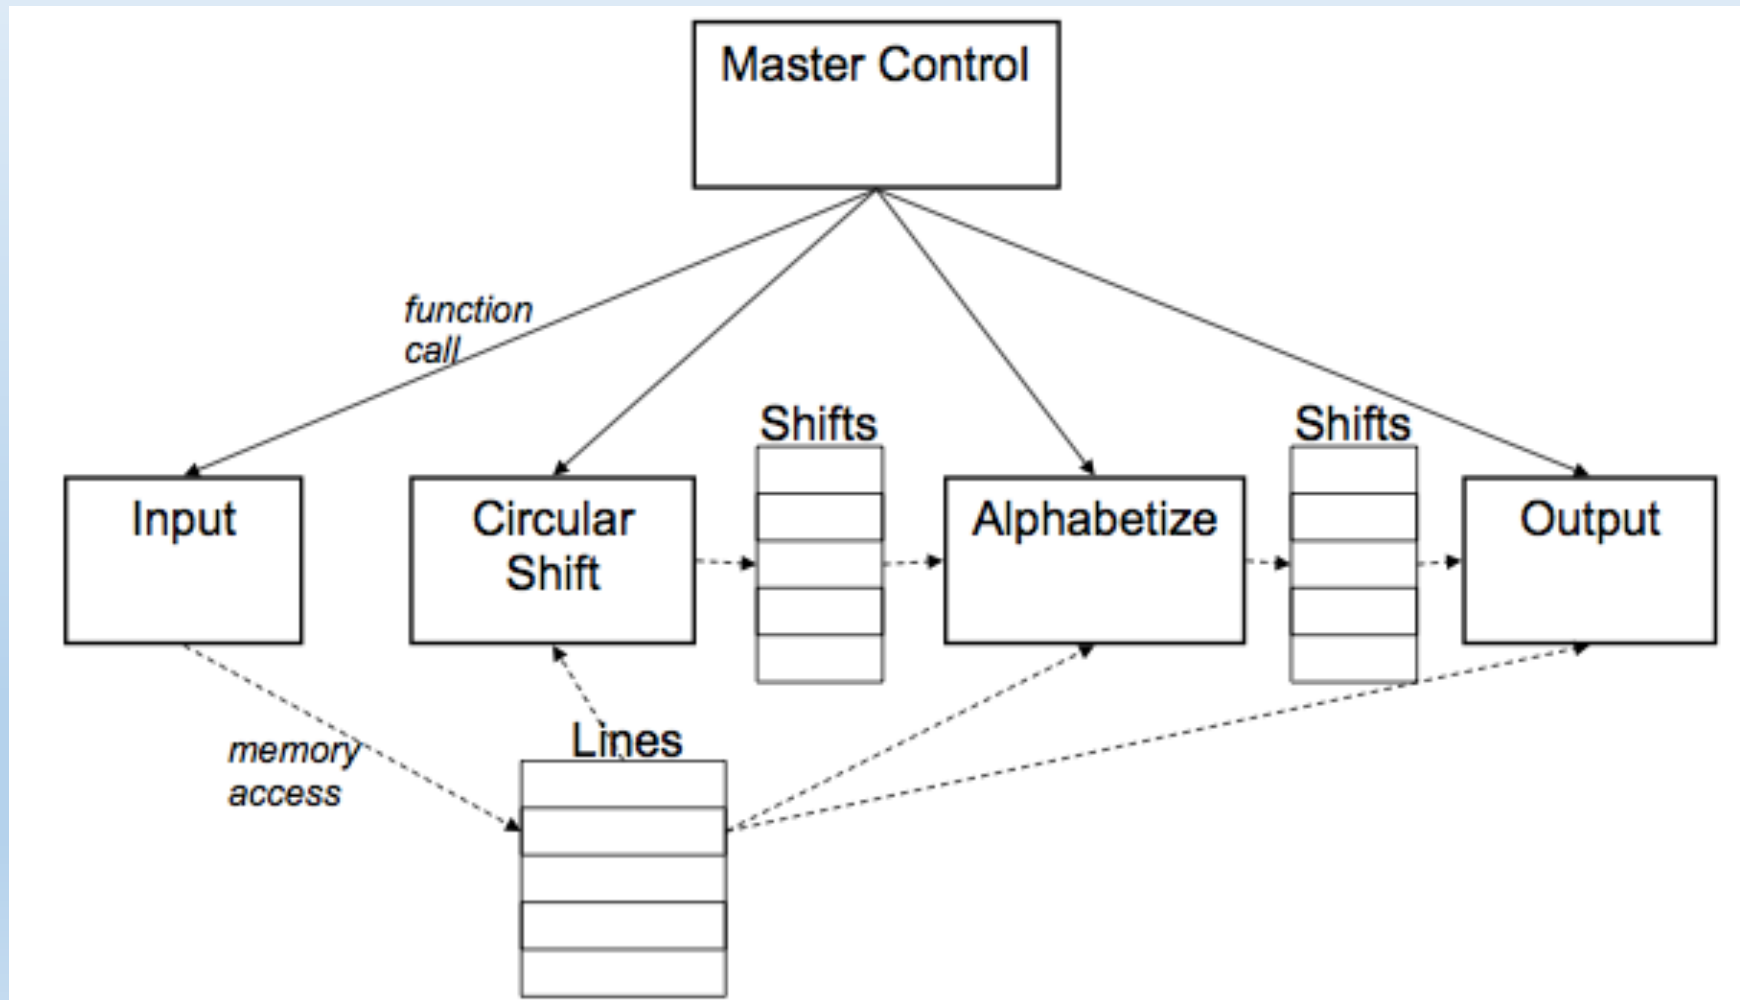 Master Control
function
call
Shifts
Shifts
Input
Circular
Shift
Alphabetize
Output
memory
access
Lines